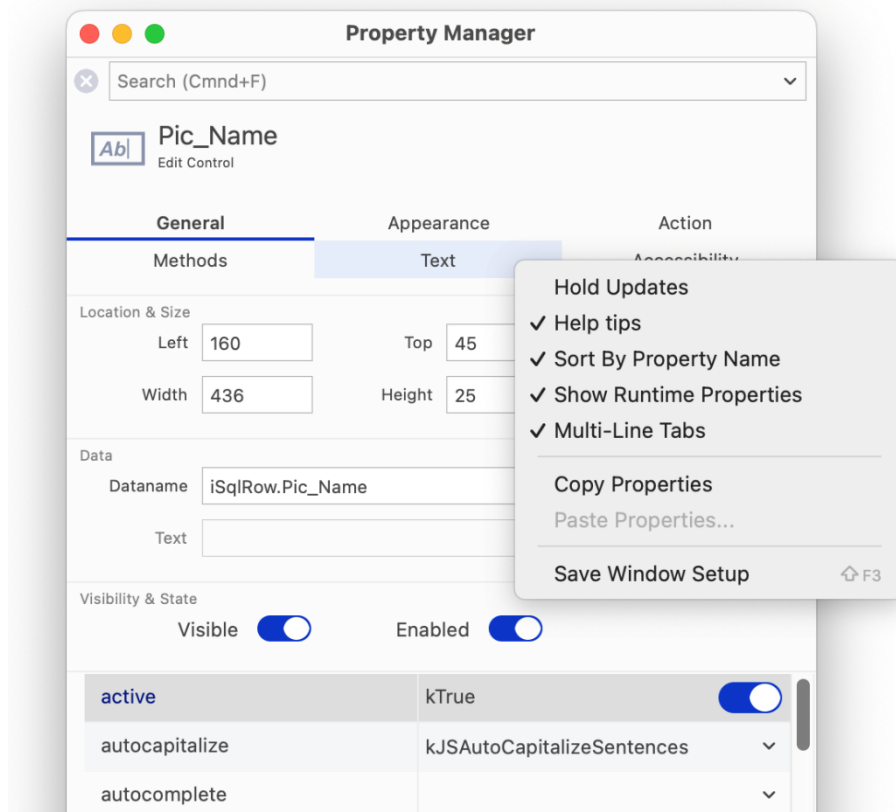 Property Manager
Search (Cmnd+F)
Ab
Pic_Name
Edit Control
General Appearance Action
Methods Text Accessibility
Location & Size
Left 160 Top 45
Width 436 Height 25
Data
Dataname iSqlRow.Pic_Name
Text
Visibility & State
Visible Enabled
active kTrue
autocapitalize kJSAutoCapitalizeSentences
autocomplete
Hold Updates
✓ Help tips
✓ Sort By Property Name
✓ Show Runtime Properties
✓ Multi-Line Tabs
Copy Properties
Paste Properties...
Save Window Setup ⇧ F3